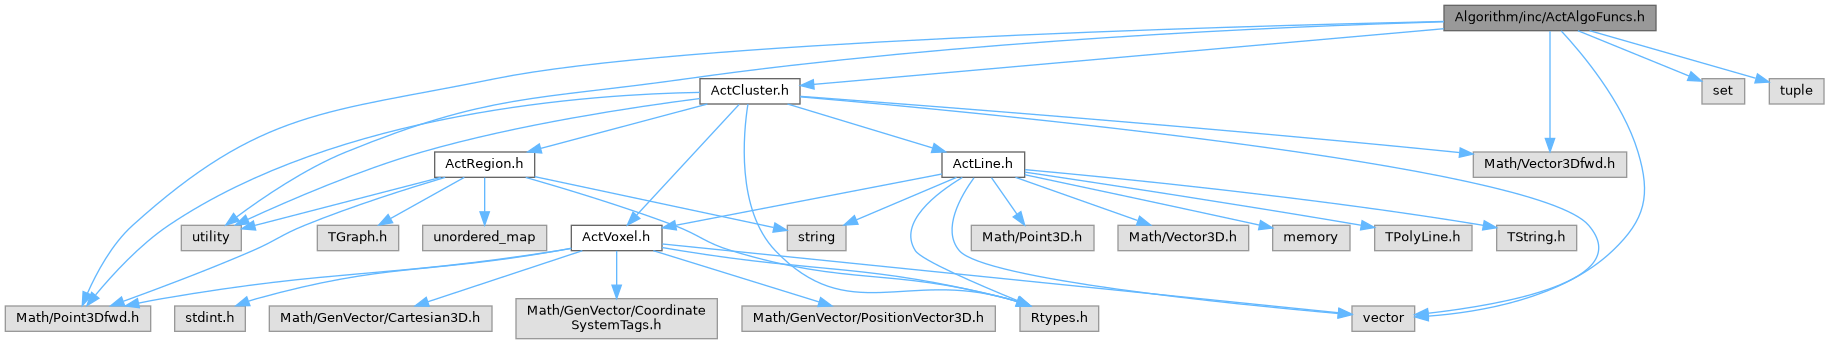 Algorithm/inc/ActAlgoFuncs.h
ActCluster.h
set
tuple
ActRegion.h
ActLine.h
Math/Vector3Dfwd.h
utility
TGraph.h
unordered_map
ActVoxel.h
string
Math/Point3D.h
Math/Vector3D.h
memory
TPolyLine.h
TString.h
Math/Point3Dfwd.h
stdint.h
Math/GenVector/Cartesian3D.h
Math/GenVector/Coordinate
SystemTags.h
Math/GenVector/PositionVector3D.h
Rtypes.h
vector